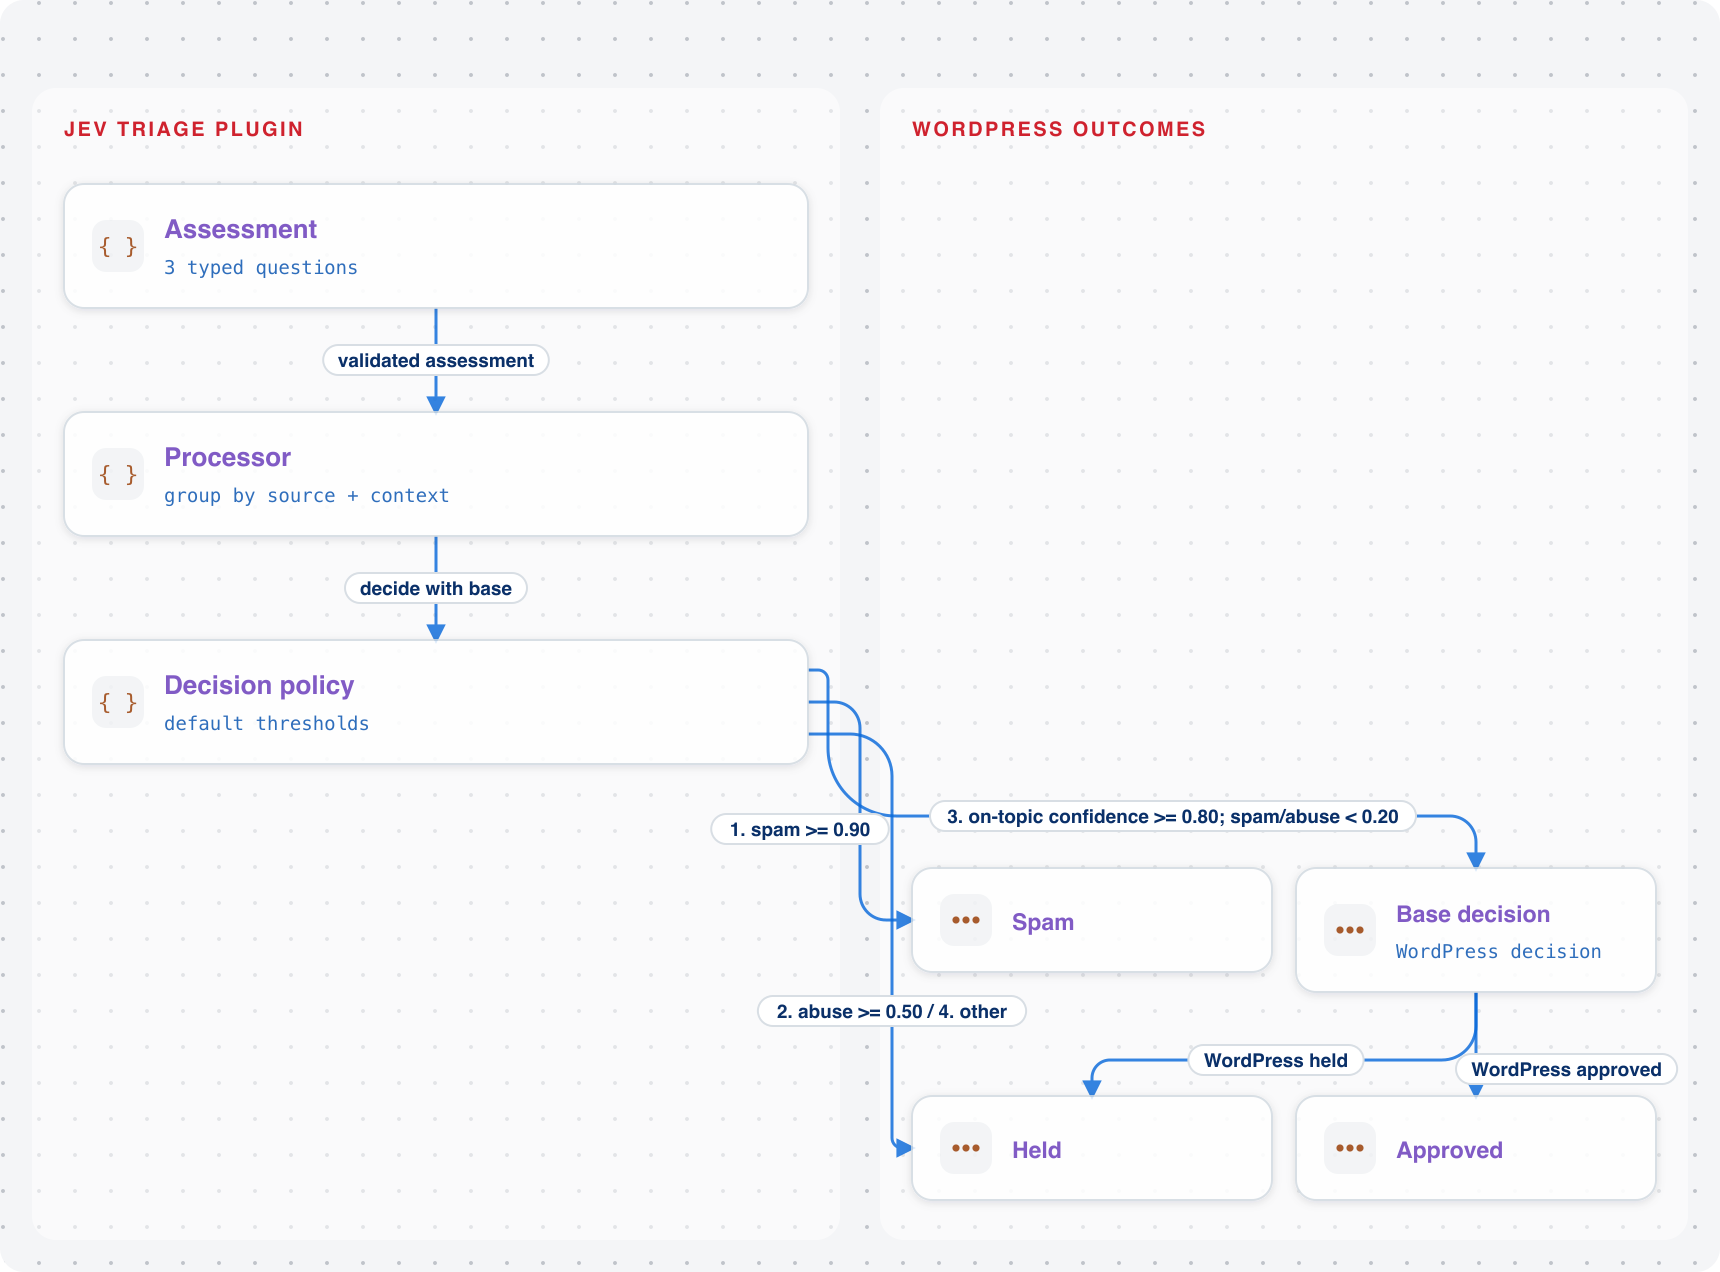 JEV TRIAGE PLUGIN
WORDPRESS OUTCOMES
{ }
Assessment
3 typed questions
validated assessment
{ }
Processor
group by source + context
decide with base
{ }
Decision policy
default thresholds
1. spam >= 0.90
3. on-topic confidence >= 0.80; spam/abuse < 0.20
Spam
Base decision
WordPress decision
2. abuse >= 0.50 / 4. other
WordPress held
WordPress approved
Held
Approved